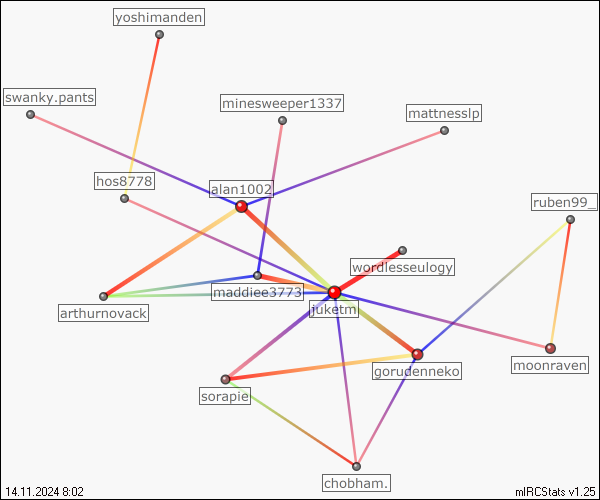 yoshimanden
swanky.pants
minesweeper1337
mattnesslp
hos8778
alan1002
ruben99_
wordlesseulogy
maddiee3773
arthurnovack
juketm
moonraven
gorudenneko
sorapie
chobham.
14.11.2024 8:02
mIRCStats v1.25